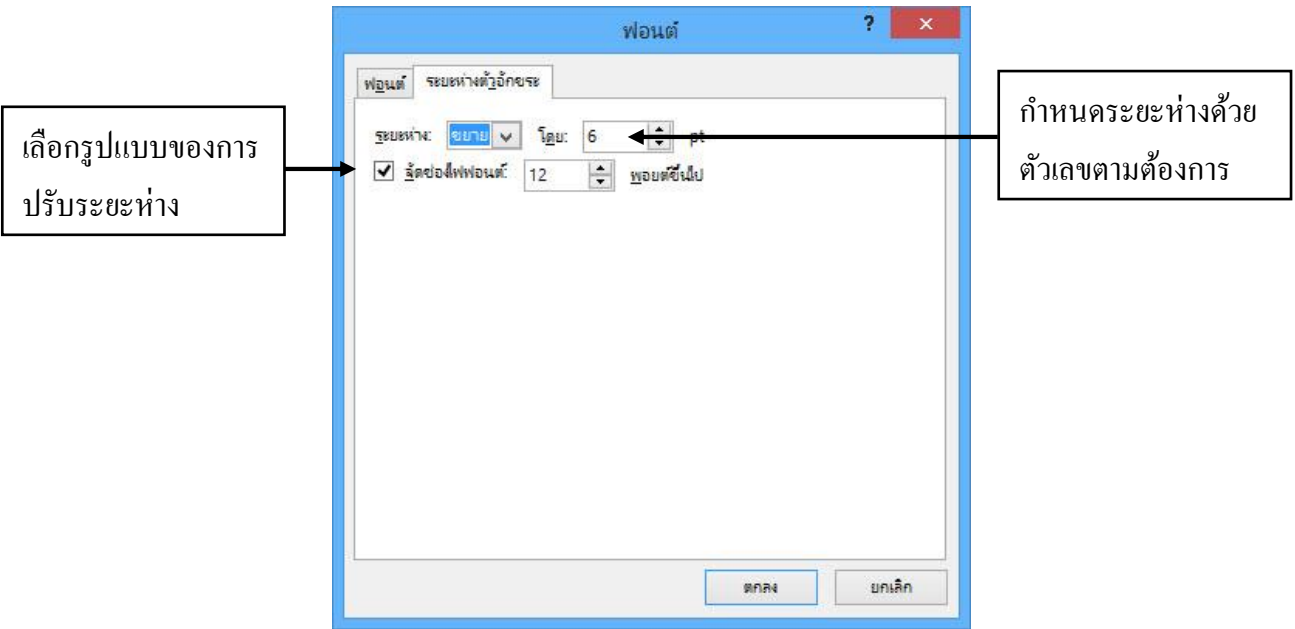 ฟอนต์
?
×
ฟอนต์
ระยะห่างตัวอักขระ
เลือกรูปแบบของการ
ปรับระยะห่าง
ระยะห่าง: ขยาย โดย: 6 pt
จัดช่องไฟฟอนต์: 12 พอยต์ขึ้นไป
กำหนดระยะห่างด้วย
ตัวเลขตามต้องการ
ตกลง
ยกเลิก